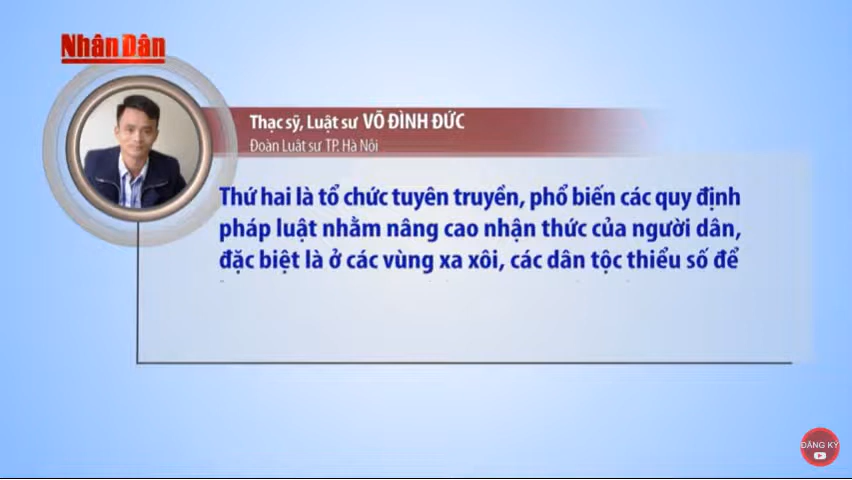 Nhân Dân
Thạc sỹ, Luật sư VÕ ĐÌNH ĐỨC
Đoàn Luật sư TP. Hà Nội
Thứ hai là tổ chức tuyên truyền, phổ biến các quy định
pháp luật nhằm nâng cao nhận thức của người dân,
đặc biệt là ở các vùng xa xôi, các dân tộc thiểu số để
ĐĂNG KÝ